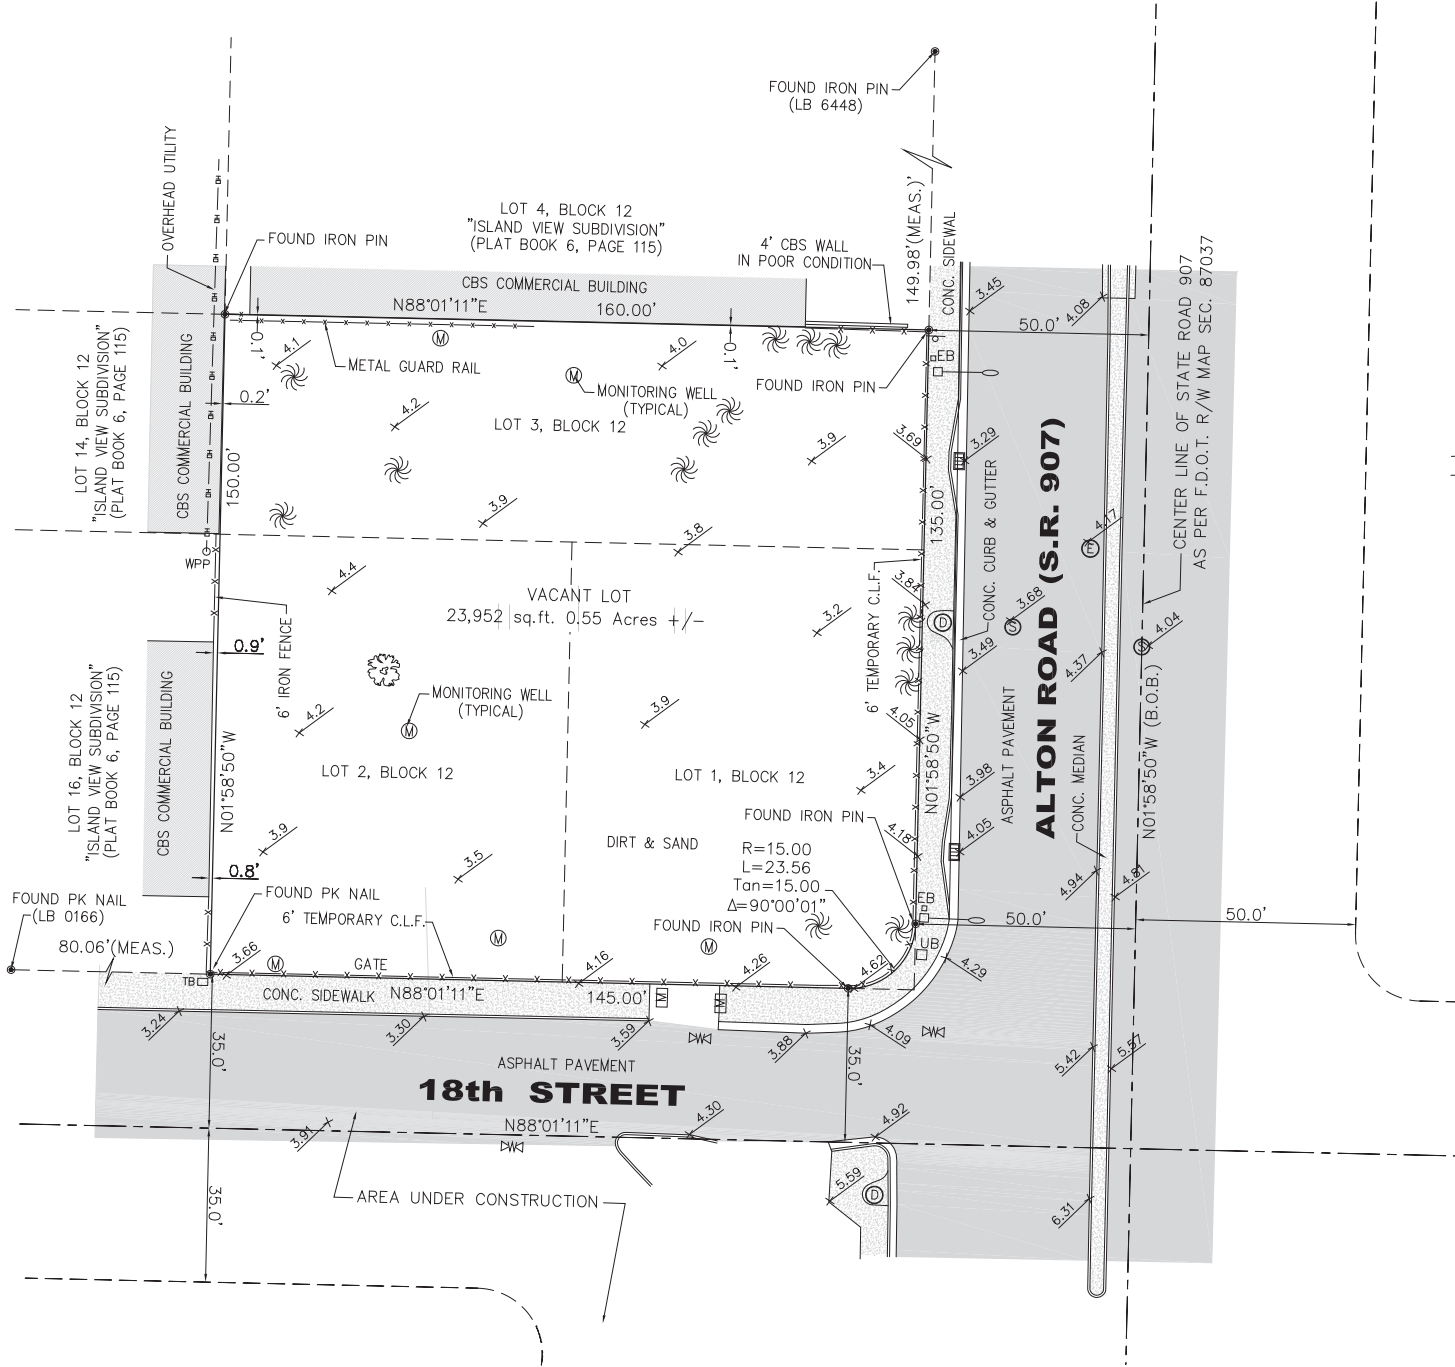 FOUND IRON PIN
(LB 6448)
OVERHEAD UTILITY
149.98'(MEAS.)'
CONC. SIDEWAL
LOT 4, BLOCK 12
"ISLAND VIEW SUBDIVISION"
(PLAT BOOK 6, PAGE 115)
FOUND IRON PIN
4' CBS WALL
IN POOR CONDITION
CBS COMMERCIAL BUILDING
N88°01'11"E
160.00'
3.45
4.08
50.0'
CENTER LINE OF STATE ROAD 907
AS PER F.D.O.T. R/W MAP SEC. 87037
LOT 14, BLOCK 12
"ISLAND VIEW SUBDIVISION"
(PLAT BOOK 6, PAGE 115)
CBS COMMERCIAL BUILDING
0.1'
4.1
M
4.0
0.1'
EB
METAL GUARD RAIL
M
MONITORING WELL
(TYPICAL)
FOUND IRON PIN
0.2'
4.2
LOT 3, BLOCK 12
3.9
3.69
3.29
150.00'
3.9
3.8
135.00'
4.17
E
WPP
4.4
VACANT LOT
23,952 sq.ft. 0.55 Acres +/-
3.2
6' TEMPORARY C.L.F.
3.84
D
CONC. CURB & GUTTER
3.68
S
ALTON ROAD (S.R. 907)
S
4.04
0.9'
6' IRON FENCE
3.49
4.37
LOT 16, BLOCK 12
"ISLAND VIEW SUBDIVISION"
(PLAT BOOK 6, PAGE 115)
CBS COMMERCIAL BUILDING
N01°58'50"W
MONITORING WELL
(TYPICAL)
M
4.2
3.9
4.05
N01°58'50"W
ASPHALT PAVEMENT
CONC. MEDIAN
N01°58'50"W (B.O.B.)
LOT 2, BLOCK 12
LOT 1, BLOCK 12
3.4
3.98
FOUND IRON PIN
3.9
DIRT & SAND
4.18
4.05
R=15.00
L=23.56
Tan=15.00
Δ=90°00'01"
3.5
4.94
4.81
0.8'
FOUND PK NAIL
(LB 0166)
FOUND PK NAIL
6' TEMPORARY C.L.F.
FOUND IRON PIN
EB
50.0'
50.0'
80.06'(MEAS.)
3.66
M
GATE
M
M
UB
4.16
4.26
4.62
4.29
TB
CONC. SIDEWALK
N88°01'11"E
145.00'
M
M
3.24
3.30
3.59
3.88
4.09
35.0'
35.0'
5.42
5.57
ASPHALT PAVEMENT
18th STREET
3.91
N88°01'11"E
4.30
4.92
35.0'
AREA UNDER CONSTRUCTION
5.59
D
6.31